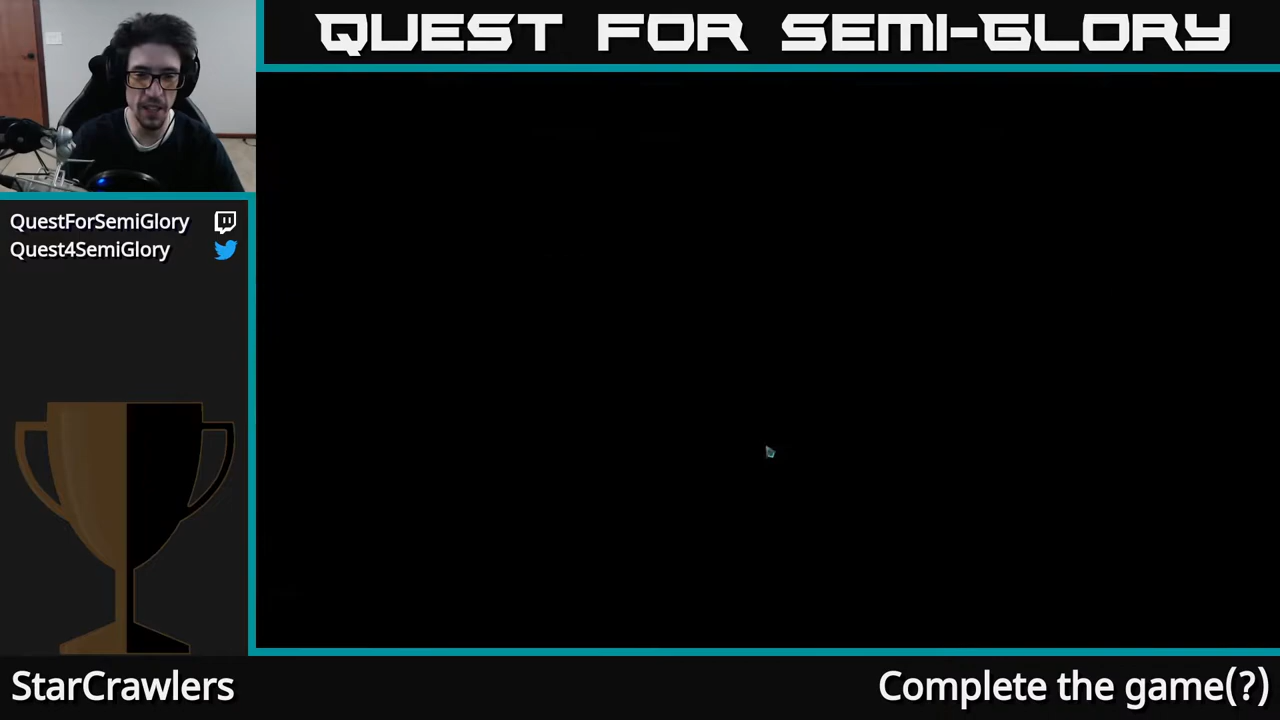 QUEST FOR SEMI-GLORY
QuestForSemiGlory
Quest4SemiGlory
StarCrawlers
Complete the game(?)